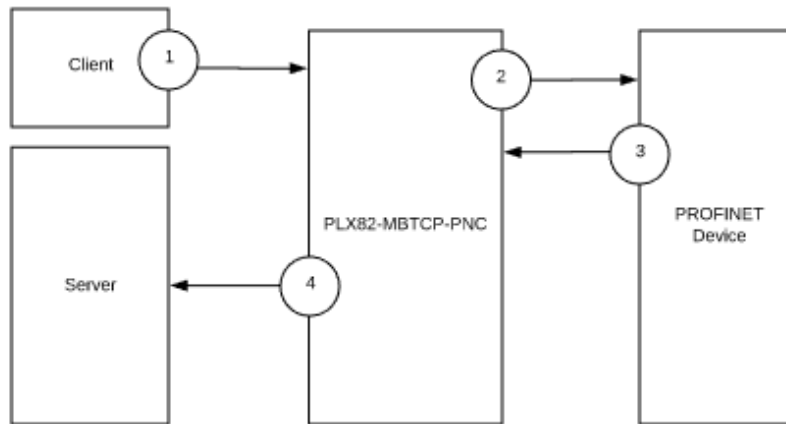 Client
1
2
3
PLX82-MBTCP-PNC
PROFINET
Device
Server
4